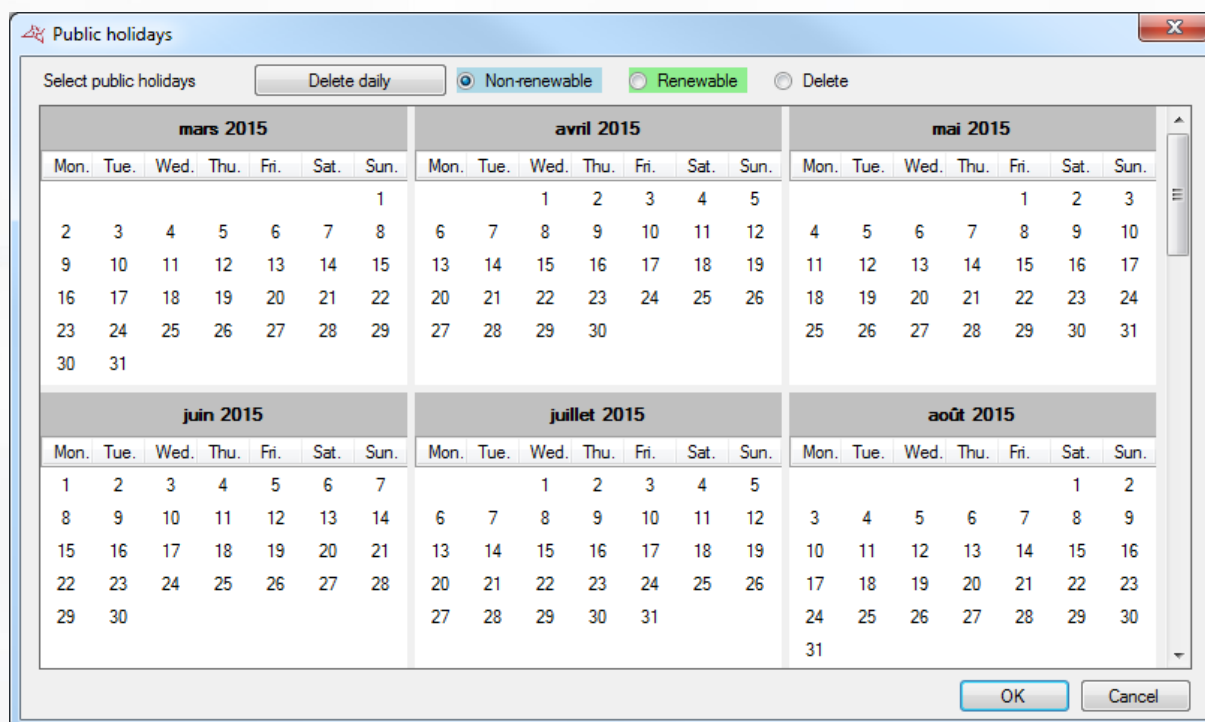 Public holidays
Select public holidays Delete daily Non-renewable Renewable Delete
mars 2015 avril 2015 mai 2015
Mon. Tue. Wed. Thu. Fri. Sat. Sun. Mon. Tue. Wed. Thu. Fri. Sat. Sun. Mon. Tue. Wed. Thu. Fri. Sat. Sun.
1 1 2 3 4 5 1 2 3
2 3 4 5 6 7 8 6 7 8 9 10 11 12 4 5 6 7 8 9 10
9 10 11 12 13 14 15 13 14 15 16 17 18 19 11 12 13 14 15 16 17
16 17 18 19 20 21 22 20 21 22 23 24 25 26 18 19 20 21 22 23 24
23 24 25 26 27 28 29 27 28 29 30 25 26 27 28 29 30 31
30 31
juin 2015 juillet 2015 août 2015
Mon. Tue. Wed. Thu. Fri. Sat. Sun. Mon. Tue. Wed. Thu. Fri. Sat. Sun. Mon. Tue. Wed. Thu. Fri. Sat. Sun.
1 2 3 4 5 6 7 1 2 3 4 5 1 2
8 9 10 11 12 13 14 6 7 8 9 10 11 12 3 4 5 6 7 8 9
15 16 17 18 19 20 21 13 14 15 16 17 18 19 10 11 12 13 14 15 16
22 23 24 25 26 27 28 20 21 22 23 24 25 26 17 18 19 20 21 22 23
29 30 27 28 29 30 31 24 25 26 27 28 29 30
31
OK Cancel